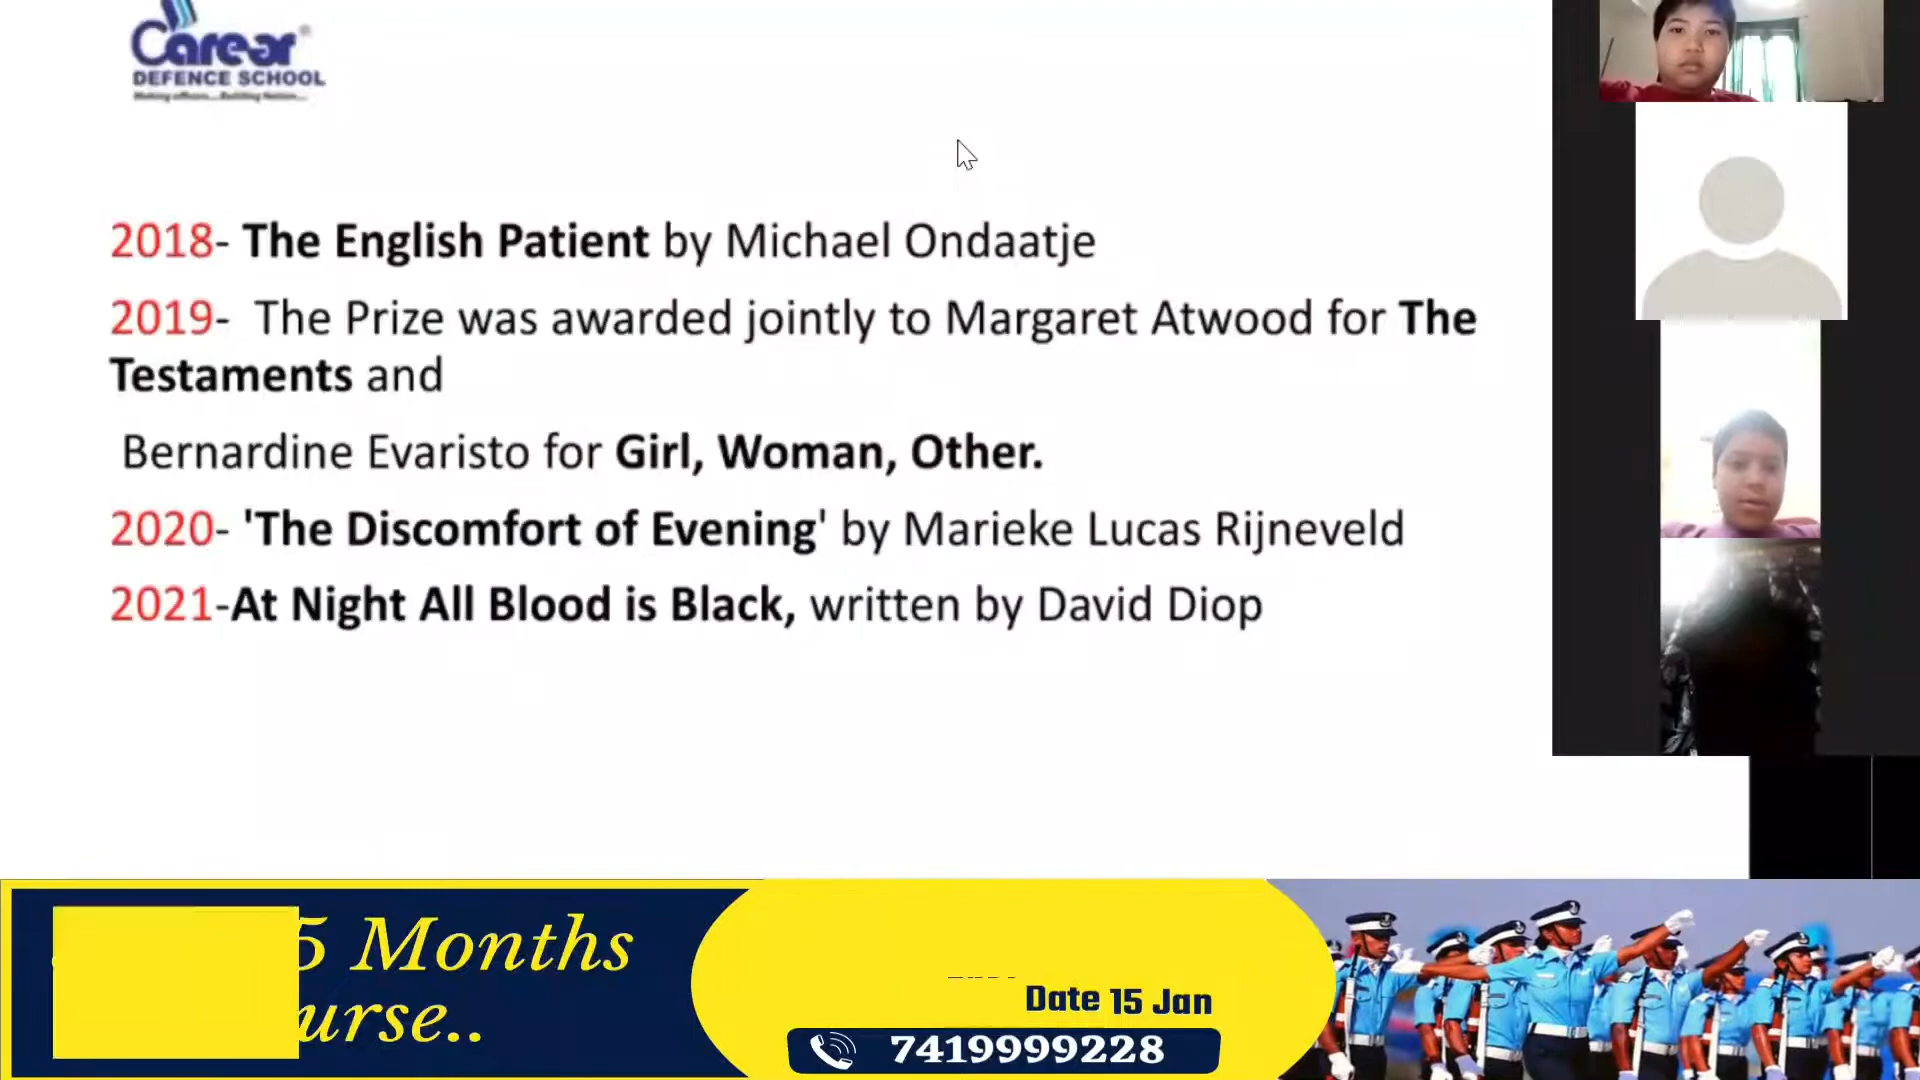 Carear®
DEFENCE SCHOOL
2018- The English Patient by Michael Ondaatje
2019- The Prize was awarded jointly to Margaret Atwood for The
Testaments and
Bernardine Evaristo for Girl, Woman, Other.
2020- 'The Discomfort of Evening' by Marieke Lucas Rijneveld
2021-At Night All Blood is Black, written by David Diop
5 Months
urse..
Date 15 Jan
7419999228